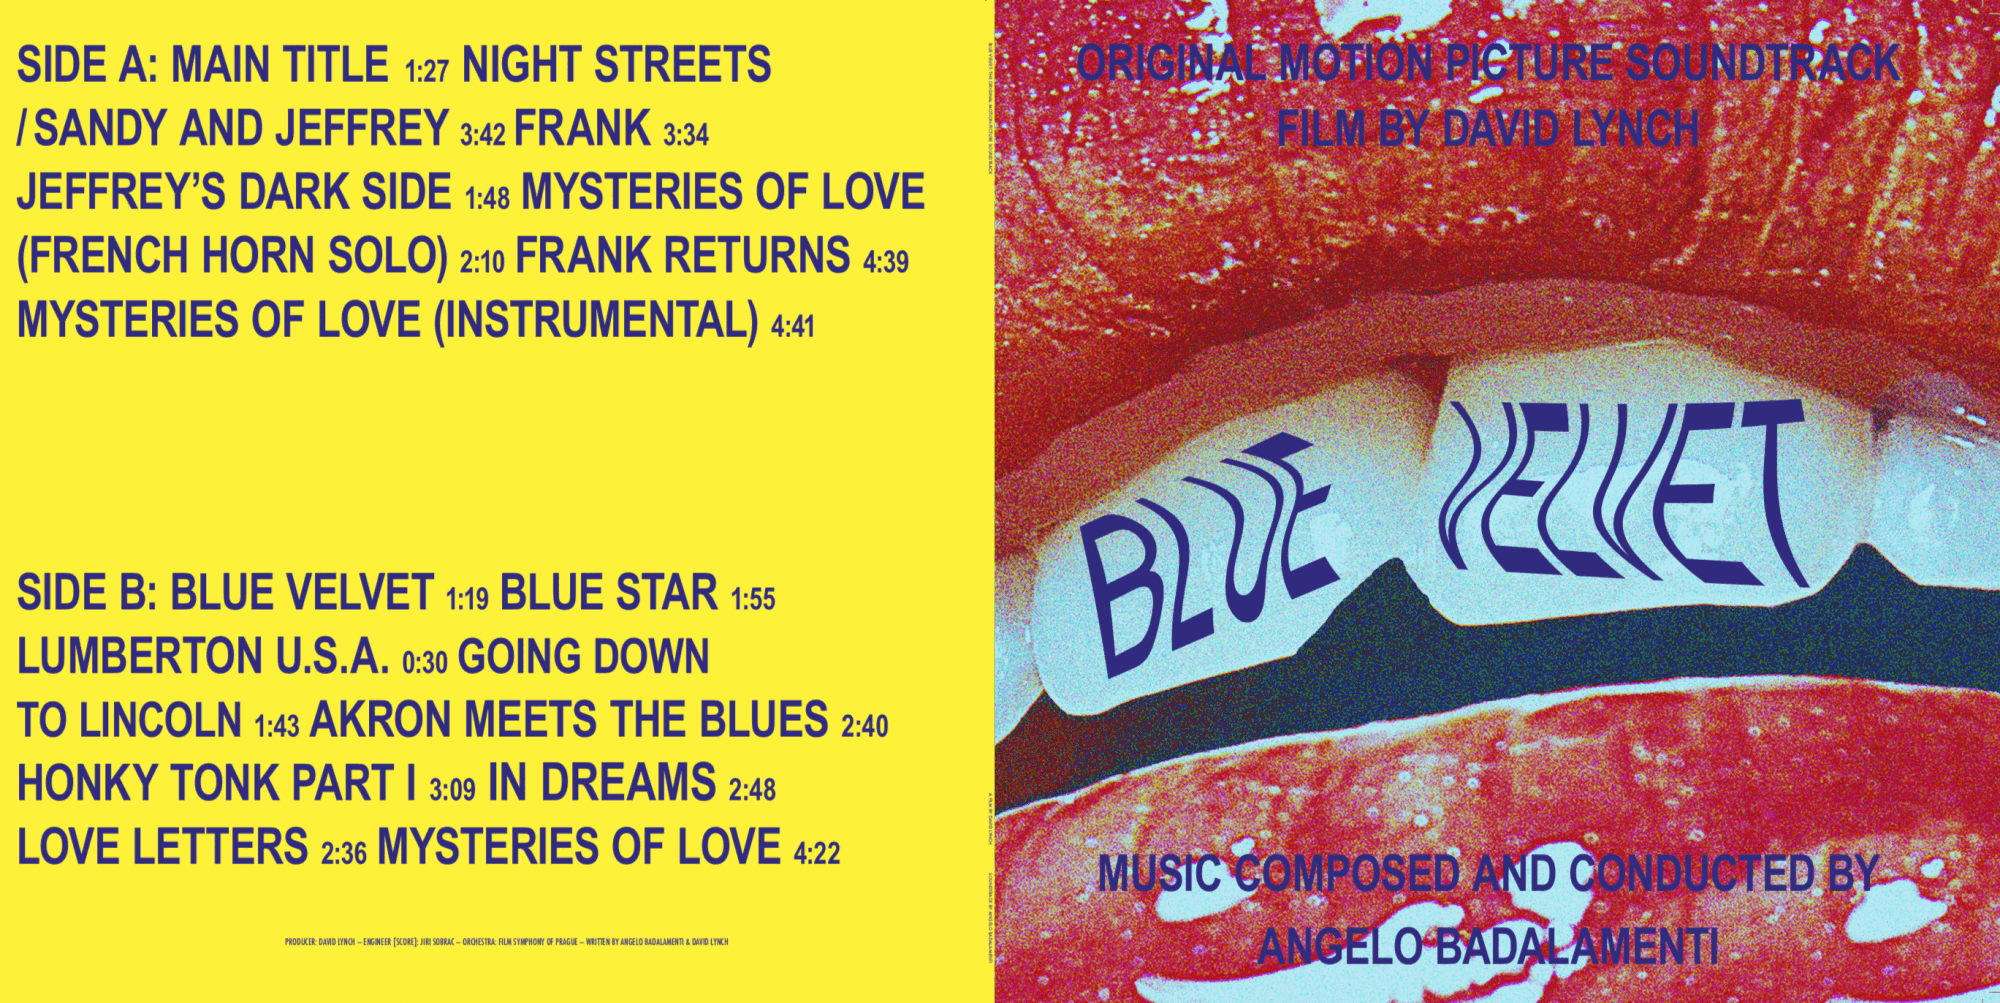 SIDE A: MAIN TITLE 1:27 NIGHT STREETS
/ SANDY AND JEFFREY 3:42 FRANK 3:34
JEFFREY’S DARK SIDE 1:48 MYSTERIES OF LOVE
(FRENCH HORN SOLO) 2:10 FRANK RETURNS 4:39
MYSTERIES OF LOVE (INSTRUMENTAL) 4:41
SIDE B: BLUE VELVET 1:19 BLUE STAR 1:55
LUMBERTON U.S.A. 0:30 GOING DOWN
TO LINCOLN 1:43 AKRON MEETS THE BLUES 2:40
HONKY TONK PART I 3:09 IN DREAMS 2:48
LOVE LETTERS 2:36 MYSTERIES OF LOVE 4:22
PRODUCER: DAVID LYNCH – ENGINEER [SCORE]: JIRI SOBRAC – ORCHESTRA: FILM SYMPHONY OF PRAGUE – WRITTEN BY ANGELO BADALAMENTI & DAVID LYNCH
ORIGINAL MOTION PICTURE SOUNDTRACK
FILM BY DAVID LYNCH
BLUE VELVET
MUSIC COMPOSED AND CONDUCTED BY
ANGELO BADALAMENTI